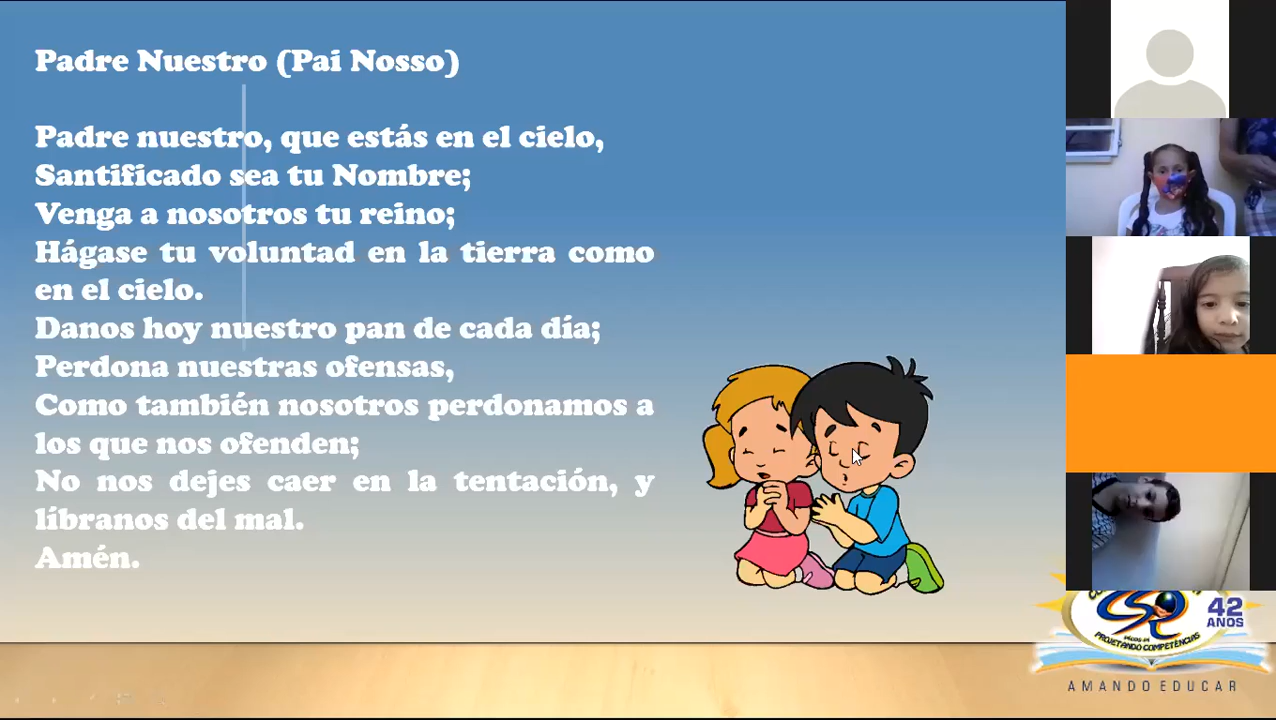 Padre Nuestro (Pai Nosso)
Padre nuestro, que estás en el cielo,
Santificado sea tu Nombre;
Venga a nosotros tu reino;
Hágase tu voluntad en la tierra como
en el cielo.
Danos hoy nuestro pan de cada día;
Perdona nuestras ofensas,
Como también nosotros perdonamos a
los que nos ofenden;
No nos dejes caer en la tentación, y
líbranos del mal.
Amén.
42
ANOS
PROJETANDO COMPETÊNCIAS
AMANDO EDUCAR